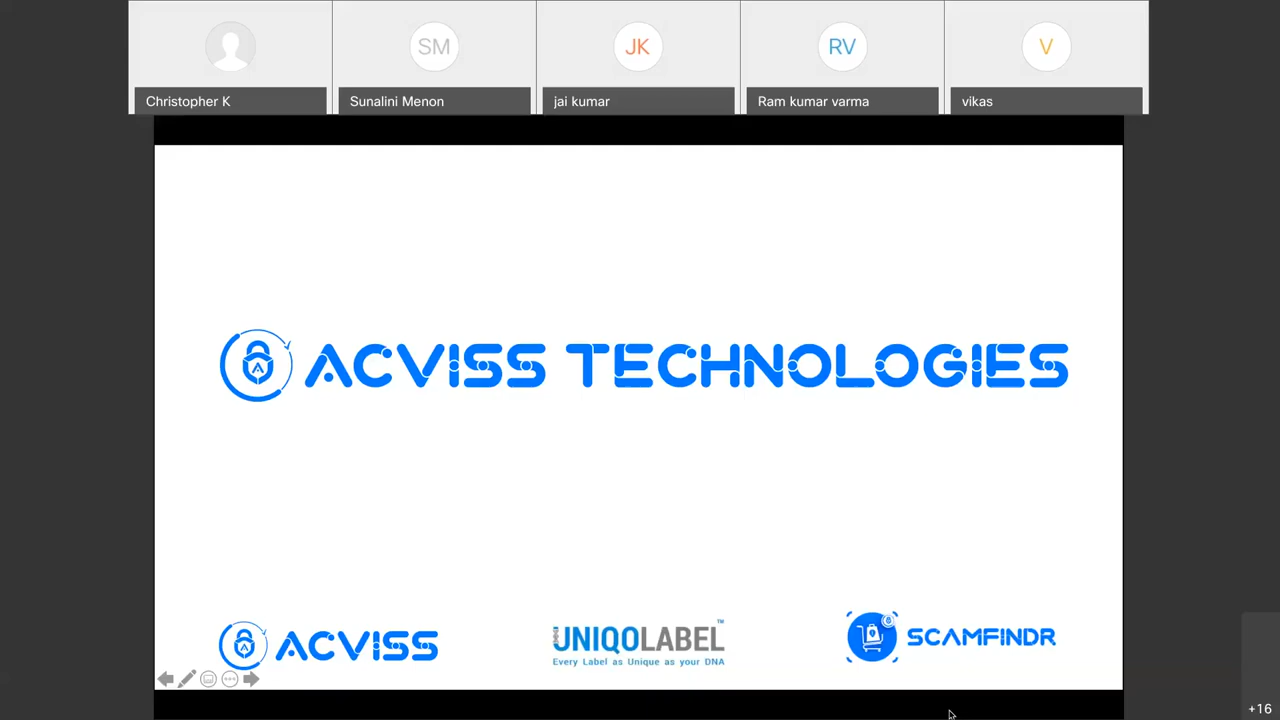 SM
JK
RV
V
Christopher K
Sunalini Menon
jai kumar
Ram kumar varma
vikas
ACVISS TECHNOLOGIES
ACVISS
UNIQOLABEL™
Every Label as Unique as your DNA
SCAMFINDR
+16